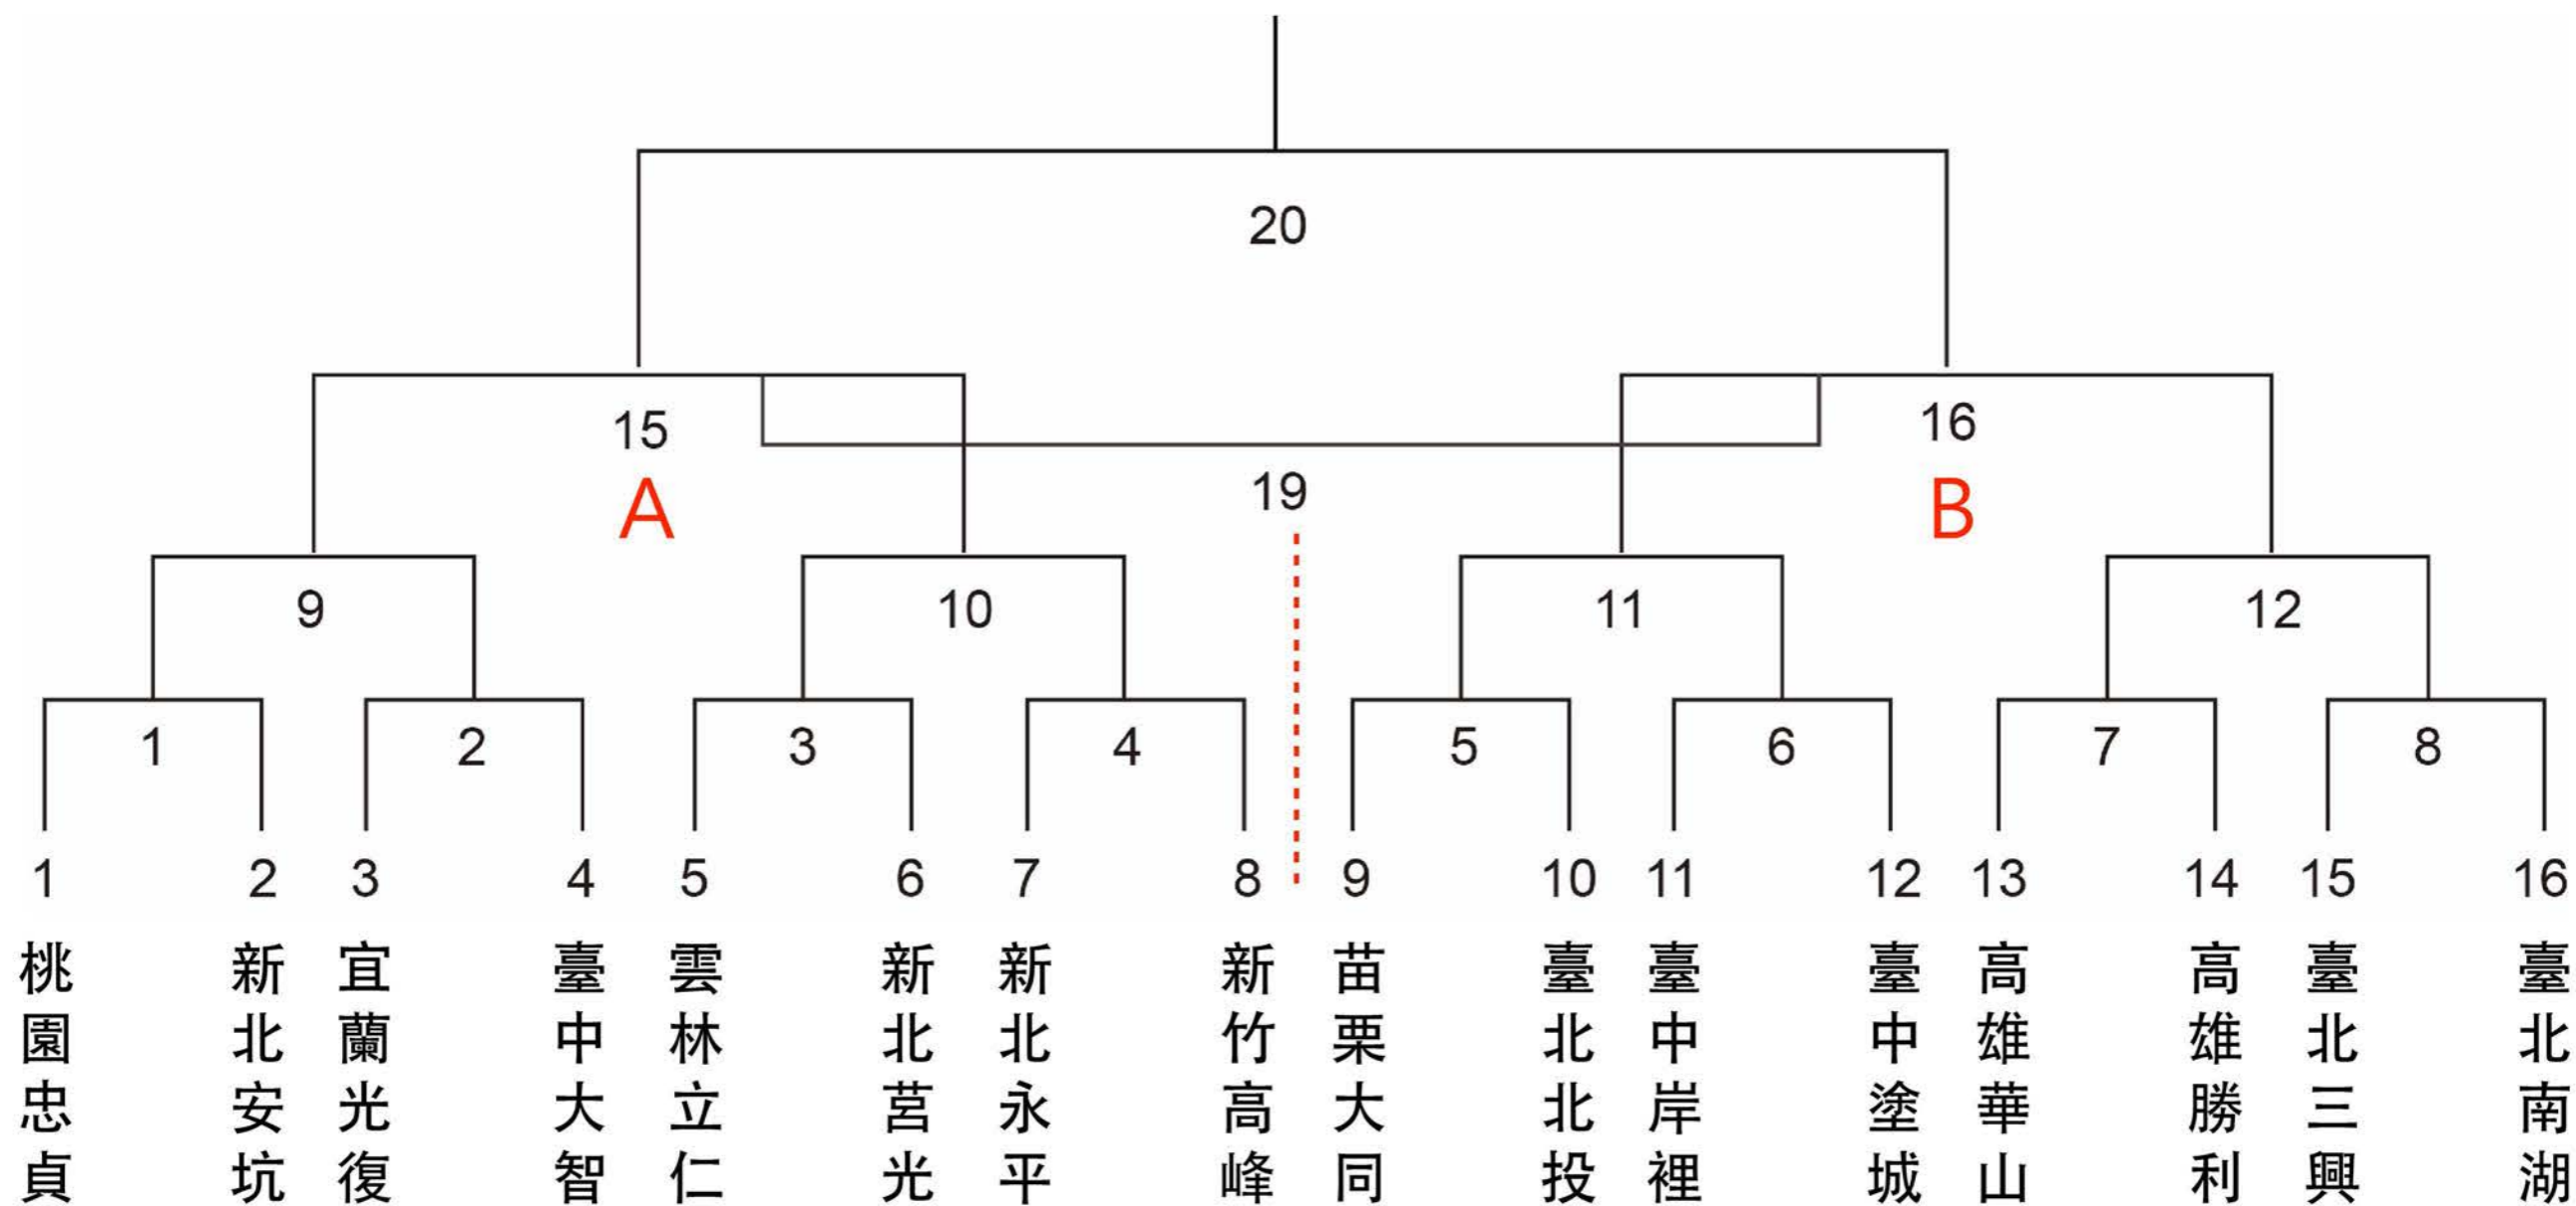 20
15
16
19
A
B
9
10
11
12
1
2
3
4
5
6
7
8
1
2
3
4
5
6
7
8
9
10
11
12
13
14
15
16
桃園忠貞
新北安坑
宜蘭光復
臺中大智
雲林立仁
新北莒光
新北永平
新竹高峰
苗栗大同
臺北北投
臺中岸裡
臺中塗城
高雄華山
高雄勝利
臺北三興
臺北南湖